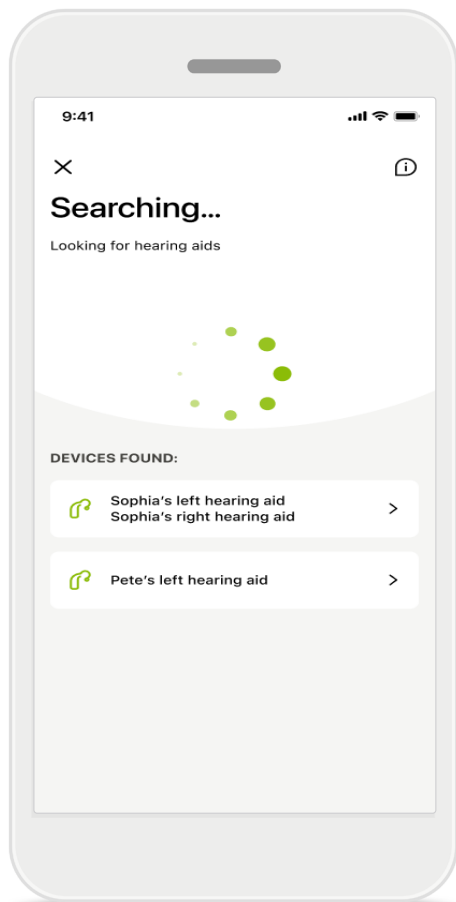 9:41
Searching...
Looking for hearing aids
DEVICES FOUND:
Sophia's left hearing aid
Sophia's right hearing aid
Pete's left hearing aid